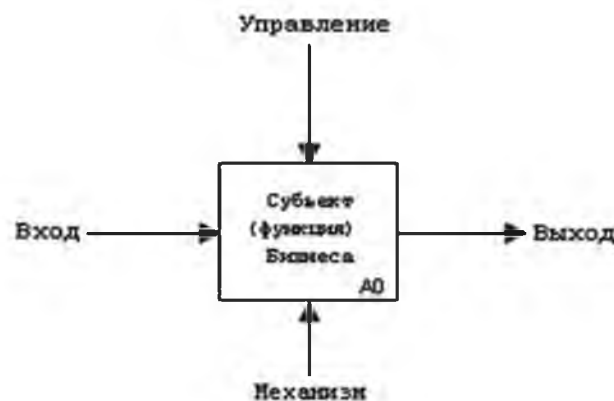 Управление
Вход
Субъект
(функция)
Бизнеса
A0
Выход
Механизм